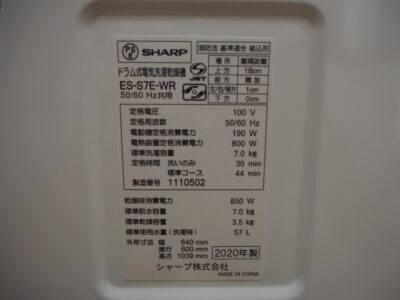 PS E SHARP
ドラム式電気洗濯乾燥機
ES-S7E-WR
50/60 Hz共用
S-JET
消防法 基準適合 組込形
場所 離隔距離
上方 18cm
前方 開放
左/右/後方 1cm
下方 0cm
定格電圧 100 V
定格周波数 50/60 Hz
電動機定格消費電力 190 W
電熱装置定格消費電力 800 W
標準洗濯容量 7.0 kg
定格時間 洗いのみ 30 min
標準コース 44 min
製造番号 1110502
乾燥時消費電力 850 W
標準脱水容量 7.0 kg
標準乾燥容量 3.5 kg
標準使用水量(洗濯時) 57 L
外形寸法 幅 640 mm
奥行 600 mm
高さ 1039 mm
2020年製
シャープ株式会社
MADE IN CHINA